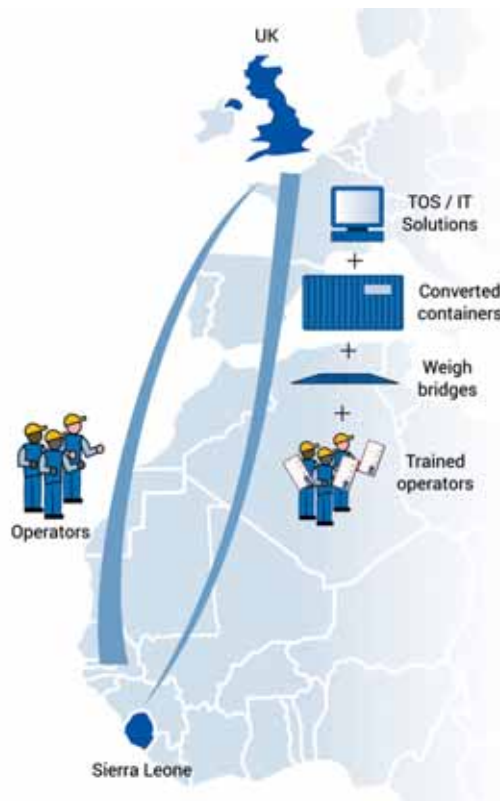 UK
TOS / IT
Solutions
+
Converted
containers
+
Weigh
bridges
+
Trained
operators
Operators
Sierra Leone